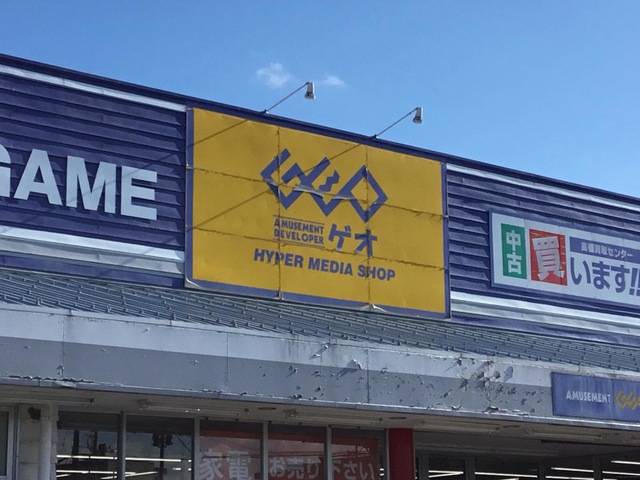 GAME
GEO
AMUSEMENT
DEVELOPER
ゲオ
HYPER MEDIA SHOP
高価買取センター
中古
買います!!
AMUSEMENT
家電
お売り下さい